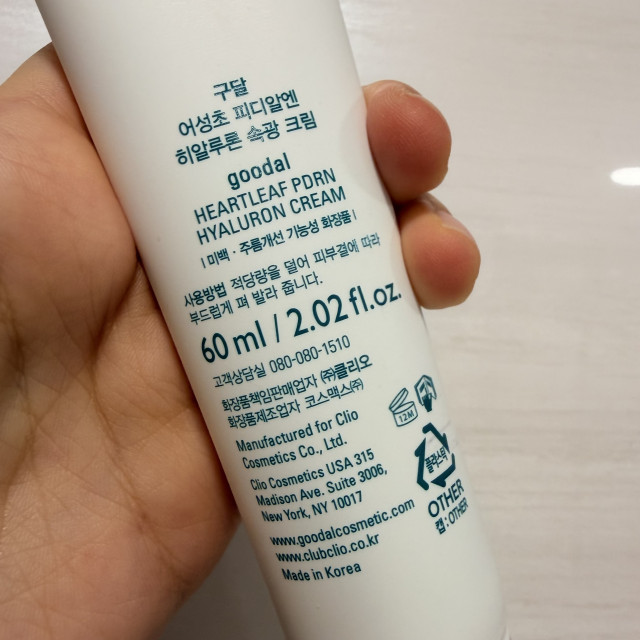 구달
어성초 피디알엔
히알루론 속광 크림
goodal
HEARTLEAF PDRN
HYALURON CREAM
| 미백 · 주름개선 기능성 화장품 |
사용방법 적당량을 덜어 피부결에 따라
부드럽게 펴 발라 줍니다.
60 ml / 2.02 fl.oz.
고객상담실 080-080-1510
화장품책임판매업자 ㈜클리오
화장품제조업자 코스맥스㈜
Manufactured for Clio
Cosmetics Co., Ltd.
Clio Cosmetics USA 315
Madison Ave. Suite 3006,
New York, NY 10017
www.goodalcosmetic.com
www.clubclio.co.kr
Made in Korea
12M
플라스틱
OTHER
캡 : OTHER